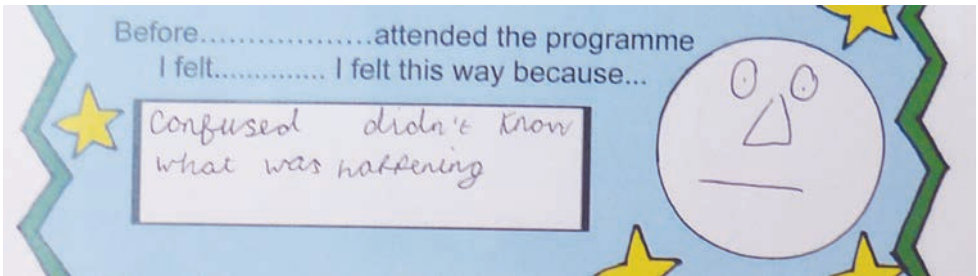 Before....................attended the programme
I felt.............. I felt this way because...
Confused didn't know
what was happening